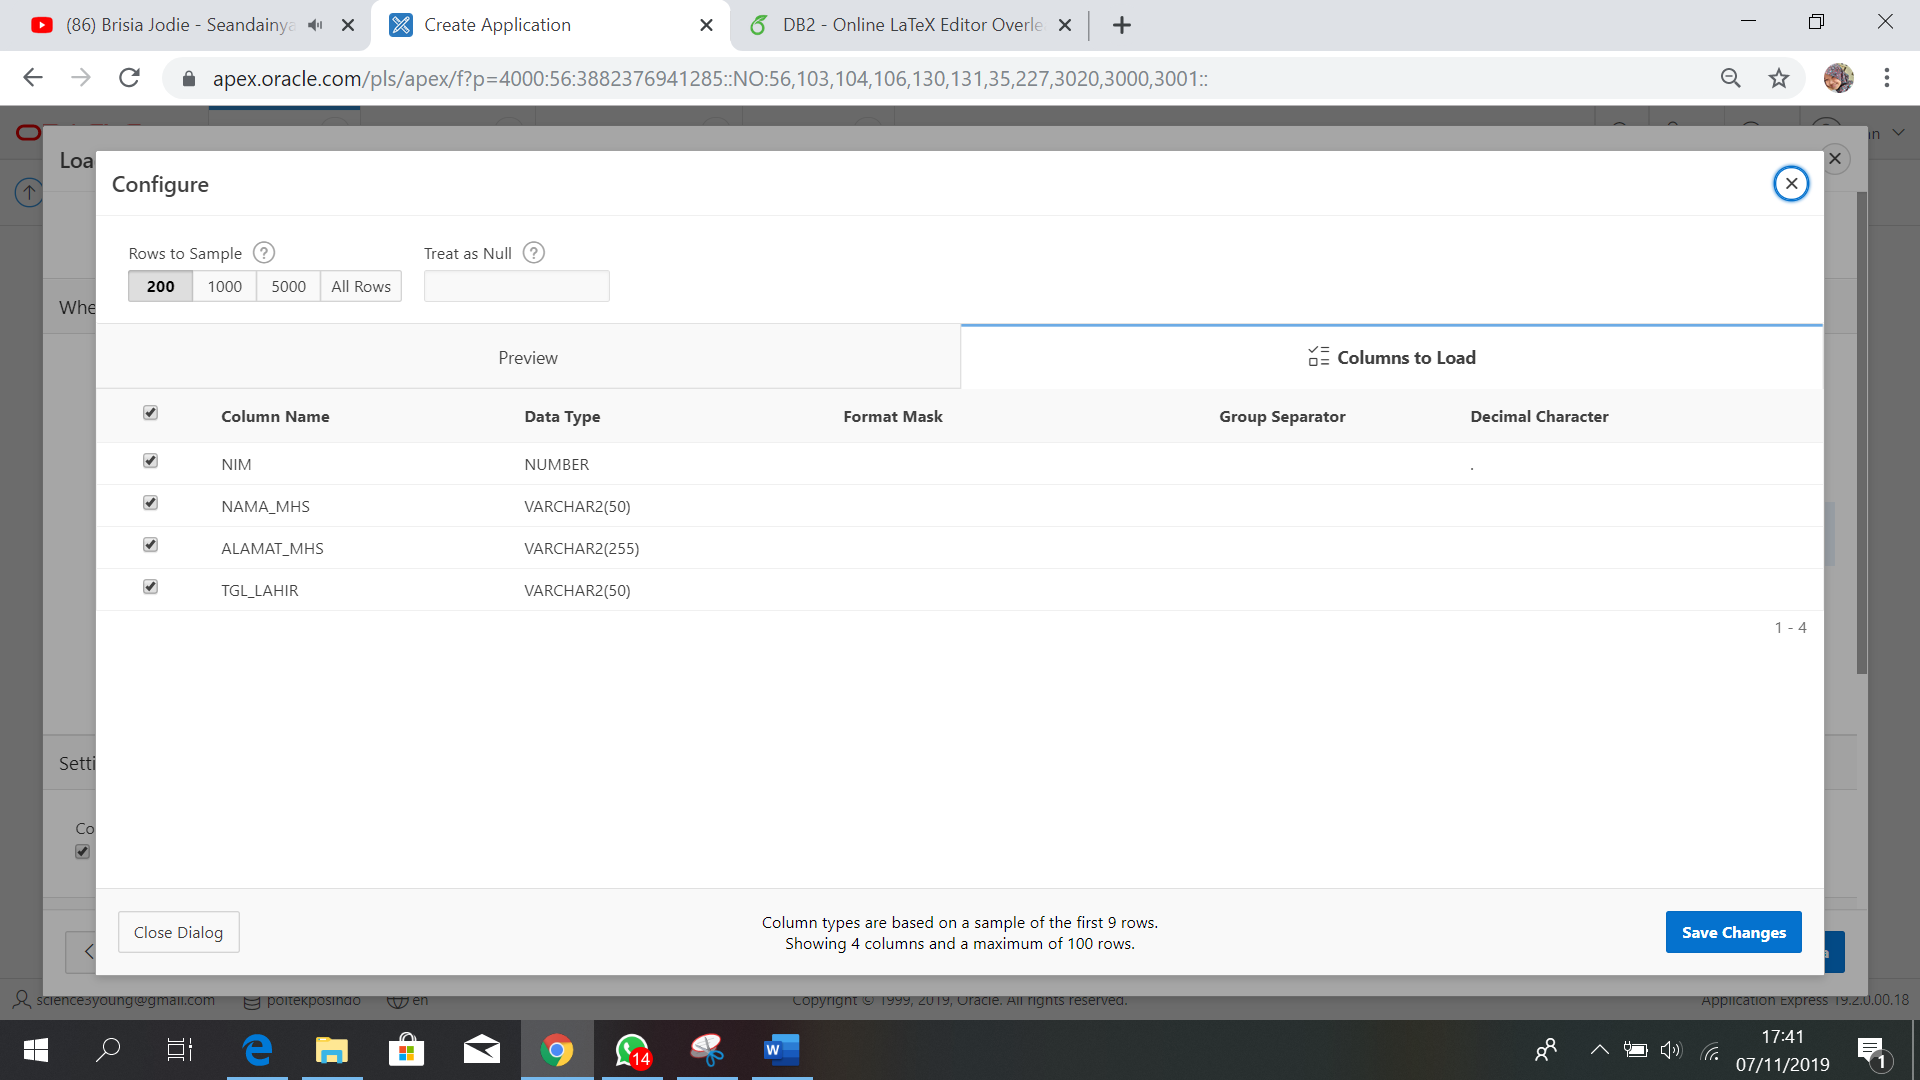 (86) Brisia Jodie - Seandainya
Create Application
DB2 - Online LaTeX Editor Overle
apex.oracle.com/pls/apex/f?p=4000:56:3882376941285::NO:56,103,104,106,130,131,35,227,3020,3000,3001::
Loa
Configure
Rows to Sample ?
Treat as Null ?
200 1000 5000 All Rows
Whe
Preview
Columns to Load
Column Name Data Type Format Mask Group Separator Decimal Character
NIM NUMBER .
NAMA_MHS VARCHAR2(50)
ALAMAT_MHS VARCHAR2(255)
TGL_LAHIR VARCHAR2(50)
1 - 4
Setti
Co
Close Dialog
Column types are based on a sample of the first 9 rows.
Showing 4 columns and a maximum of 100 rows.
Save Changes
science3young@gmail.com poltekposindo en
Copyright © 1999, 2019, Oracle. All rights reserved.
Application Express 19.2.0.00.18
14
W
17:41
07/11/2019
1